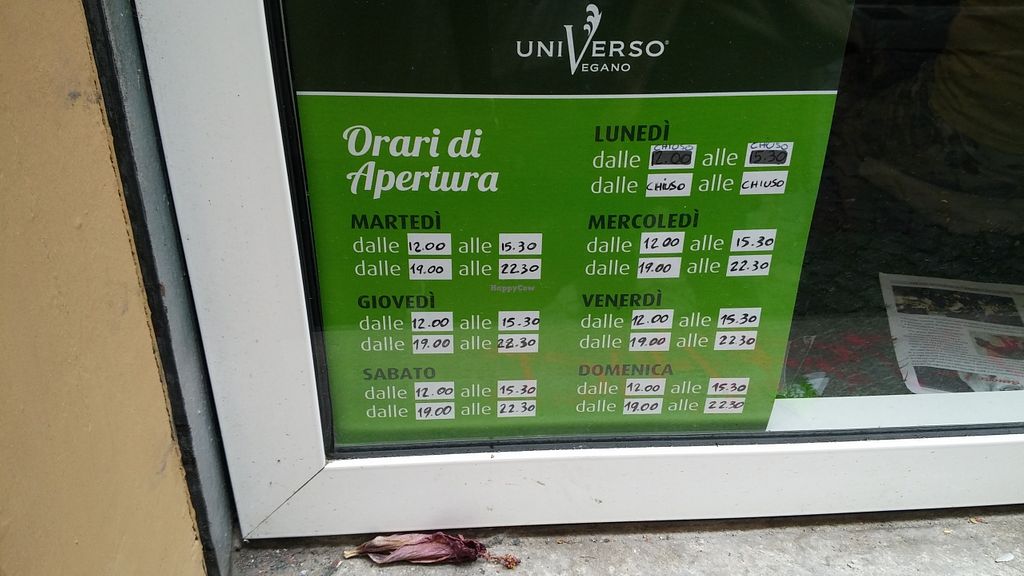 UNIVERSO
VEGANO
Orari di
Apertura
LUNEDÌ
CHIUSO CHIUSO
dalle 12.00 alle 15.30
dalle CHIUSO alle CHIUSO
MARTEDÌ
dalle 12.00 alle 15.30
dalle 19.00 alle 22.30
MERCOLEDÌ
dalle 12.00 alle 15.30
dalle 19.00 alle 22.30
HappyCow
GIOVEDÌ
dalle 12.00 alle 15.30
dalle 19.00 alle 22.30
VENERDÌ
dalle 12.00 alle 15.30
dalle 19.00 alle 22.30
SABATO
dalle 12.00 alle 15.30
dalle 19.00 alle 22.30
DOMENICA
dalle 12.00 alle 15.30
dalle 19.00 alle 22.30